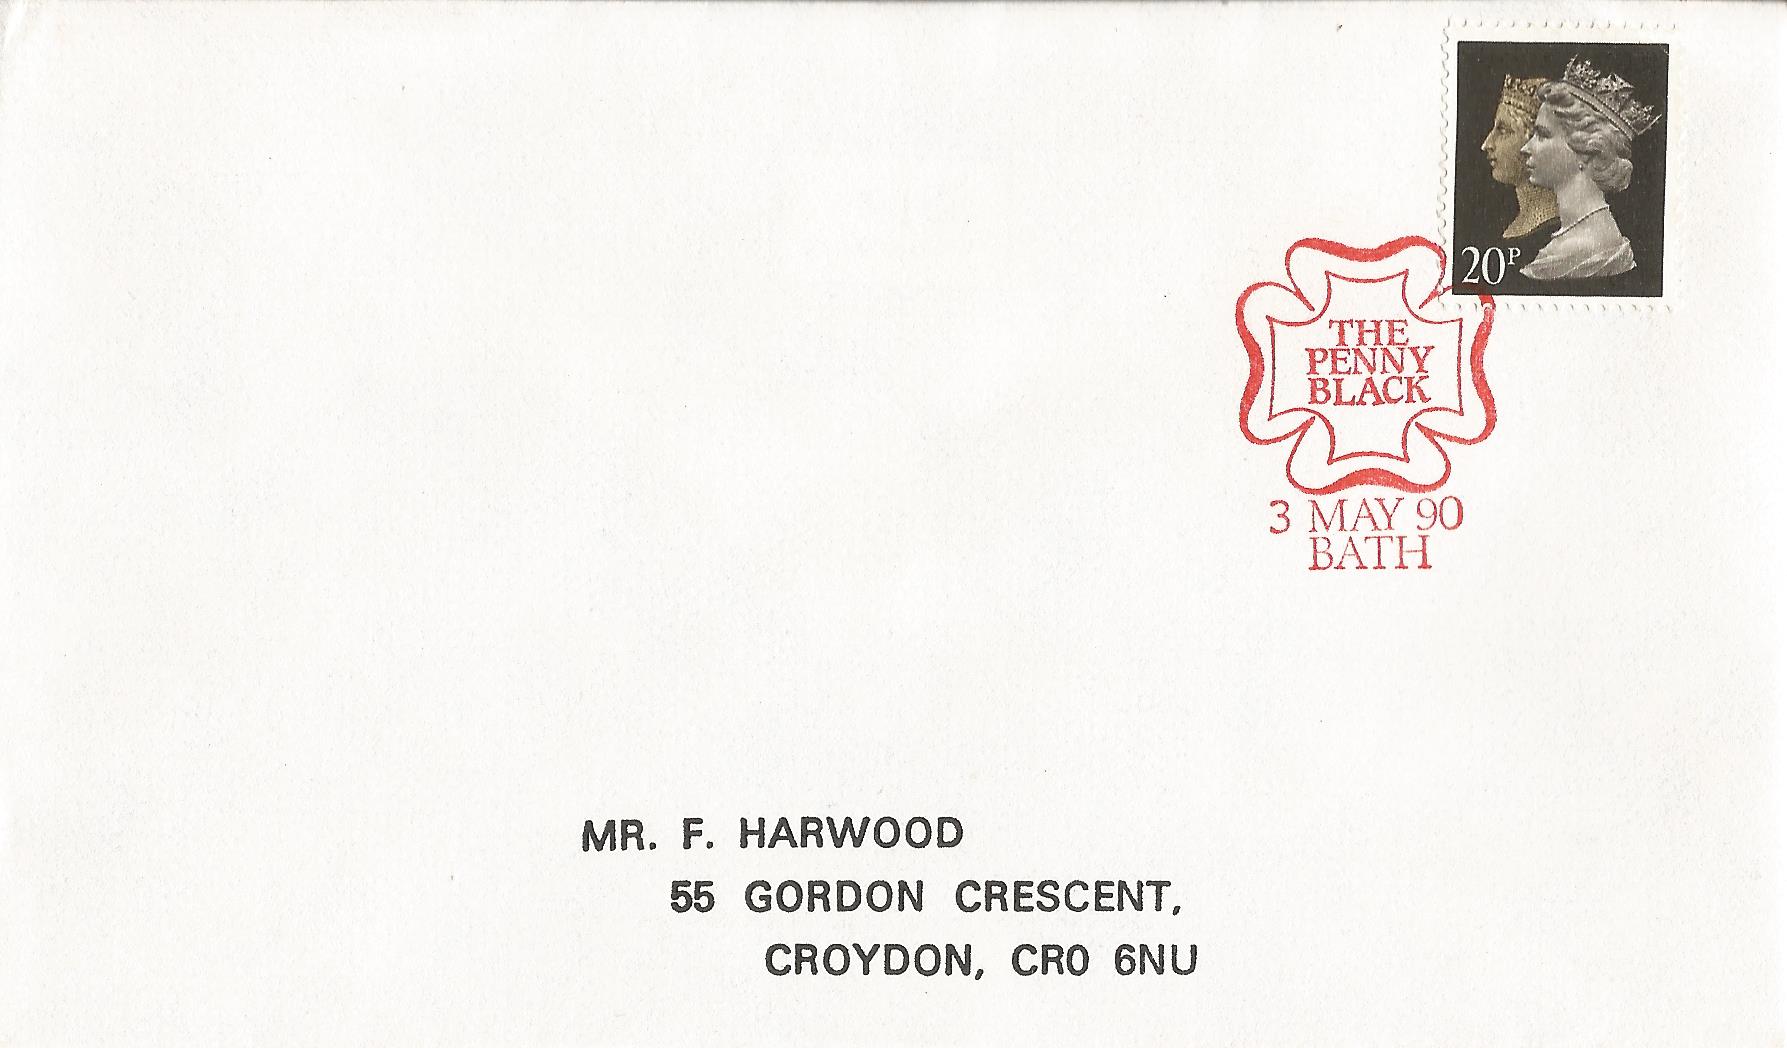 20P
THE
PENNY
BLACK
3 MAY 90
BATH
MR. F. HARWOOD
55 GORDON CRESCENT,
CROYDON, CR0 6NU